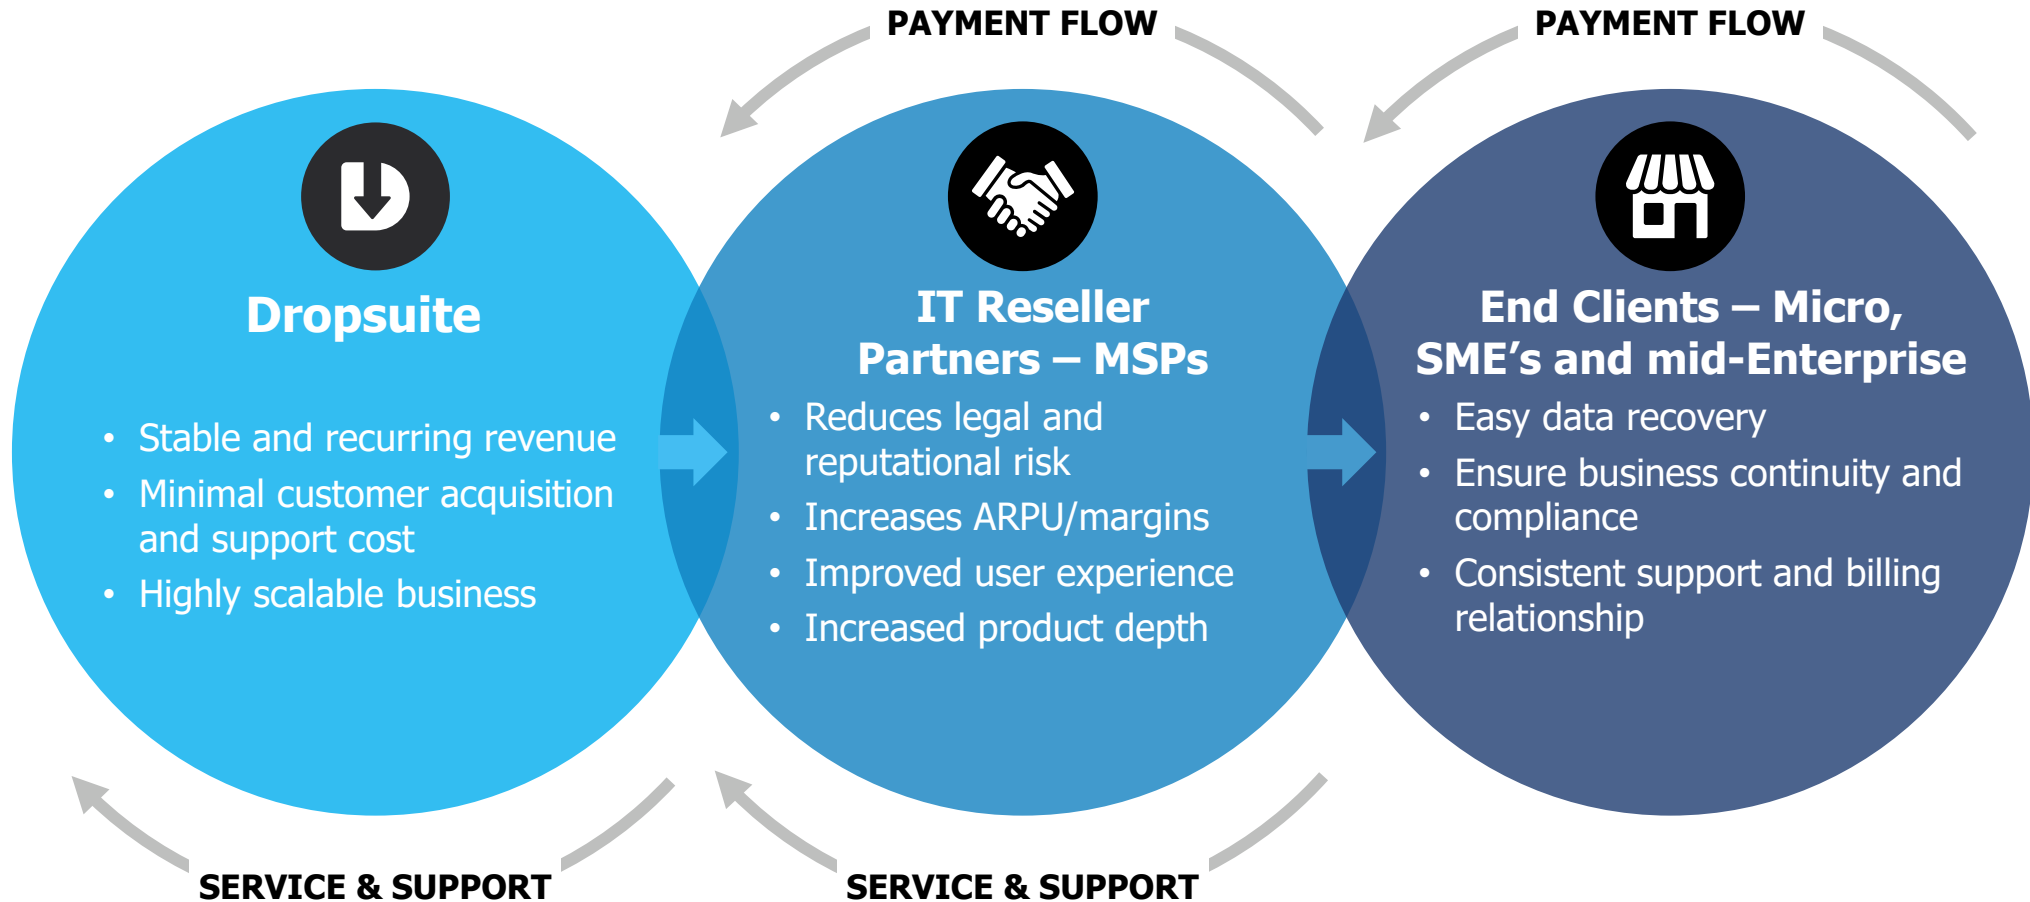 PAYMENT FLOW
PAYMENT FLOW
Dropsuite
• Stable and recurring revenue
• Minimal customer acquisition
and support cost
• Highly scalable business
IT Reseller
Partners – MSPs
• Reduces legal and
reputational risk
• Increases ARPU/margins
• Improved user experience
• Increased product depth
End Clients – Micro,
SME’s and mid-Enterprise
• Easy data recovery
• Ensure business continuity and
compliance
• Consistent support and billing
relationship
SERVICE & SUPPORT
SERVICE & SUPPORT